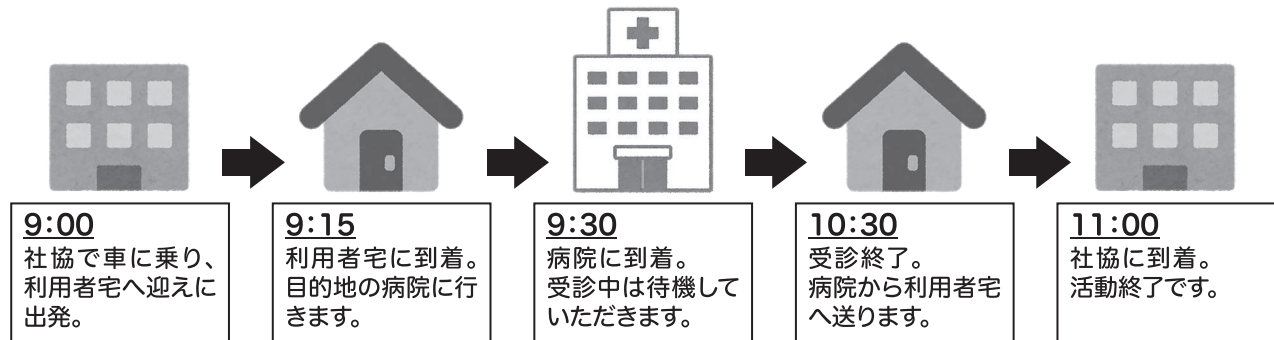 9：00
社協で車に乗り、
利用者宅へ迎えに
出発。
9：15
利用者宅に到着。
目的地の病院に行
きます。
9：30
病院に到着。
受診中は待機して
いただきます。
10：30
受診終了。
病院から利用者宅
へ送ります。
11：00
社協に到着。
活動終了です。